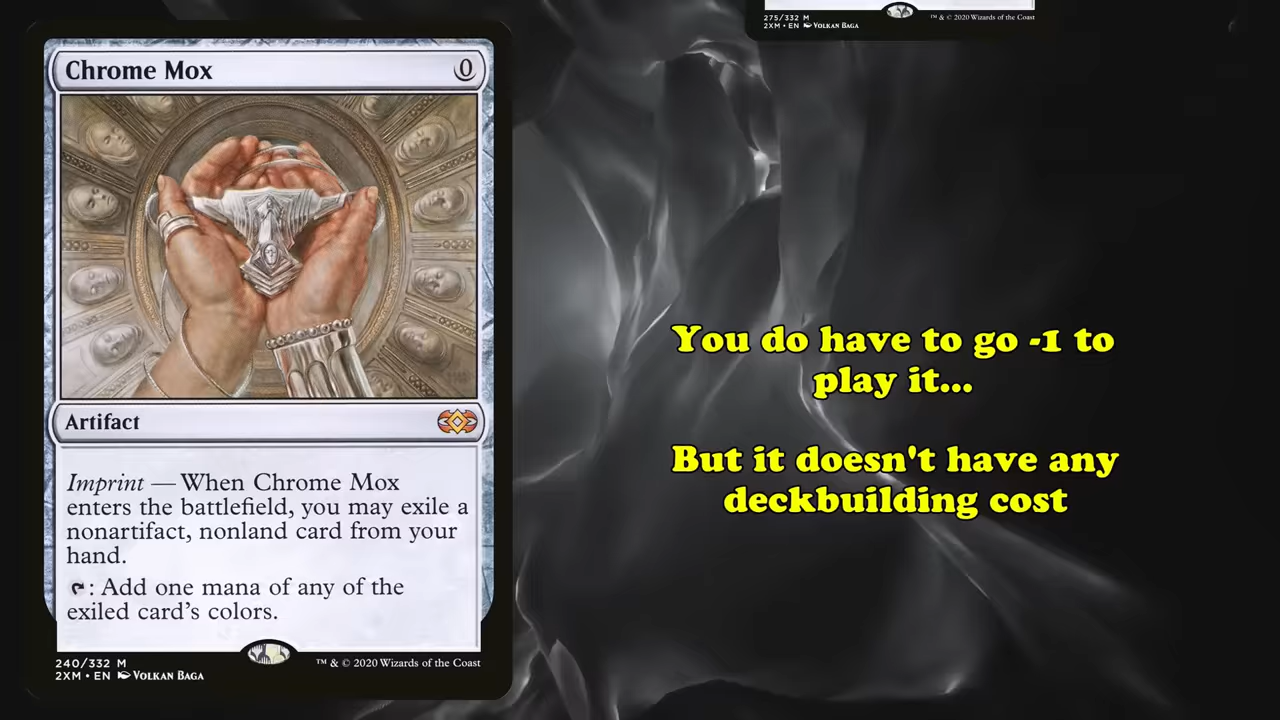 275/332 M
2XM • EN VOLKAN BAGA
™ & © 2020 Wizards of the Coast
Chrome Mox
0
Artifact
Imprint — When Chrome Mox
enters the battlefield, you may exile a
nonartifact, nonland card from your
hand.
: Add one mana of any of the
exiled card's colors.
240/332 M
2XM • EN VOLKAN BAGA
™ & © 2020 Wizards of the Coast
You do have to go -1 to
play it...
But it doesn't have any
deckbuilding cost